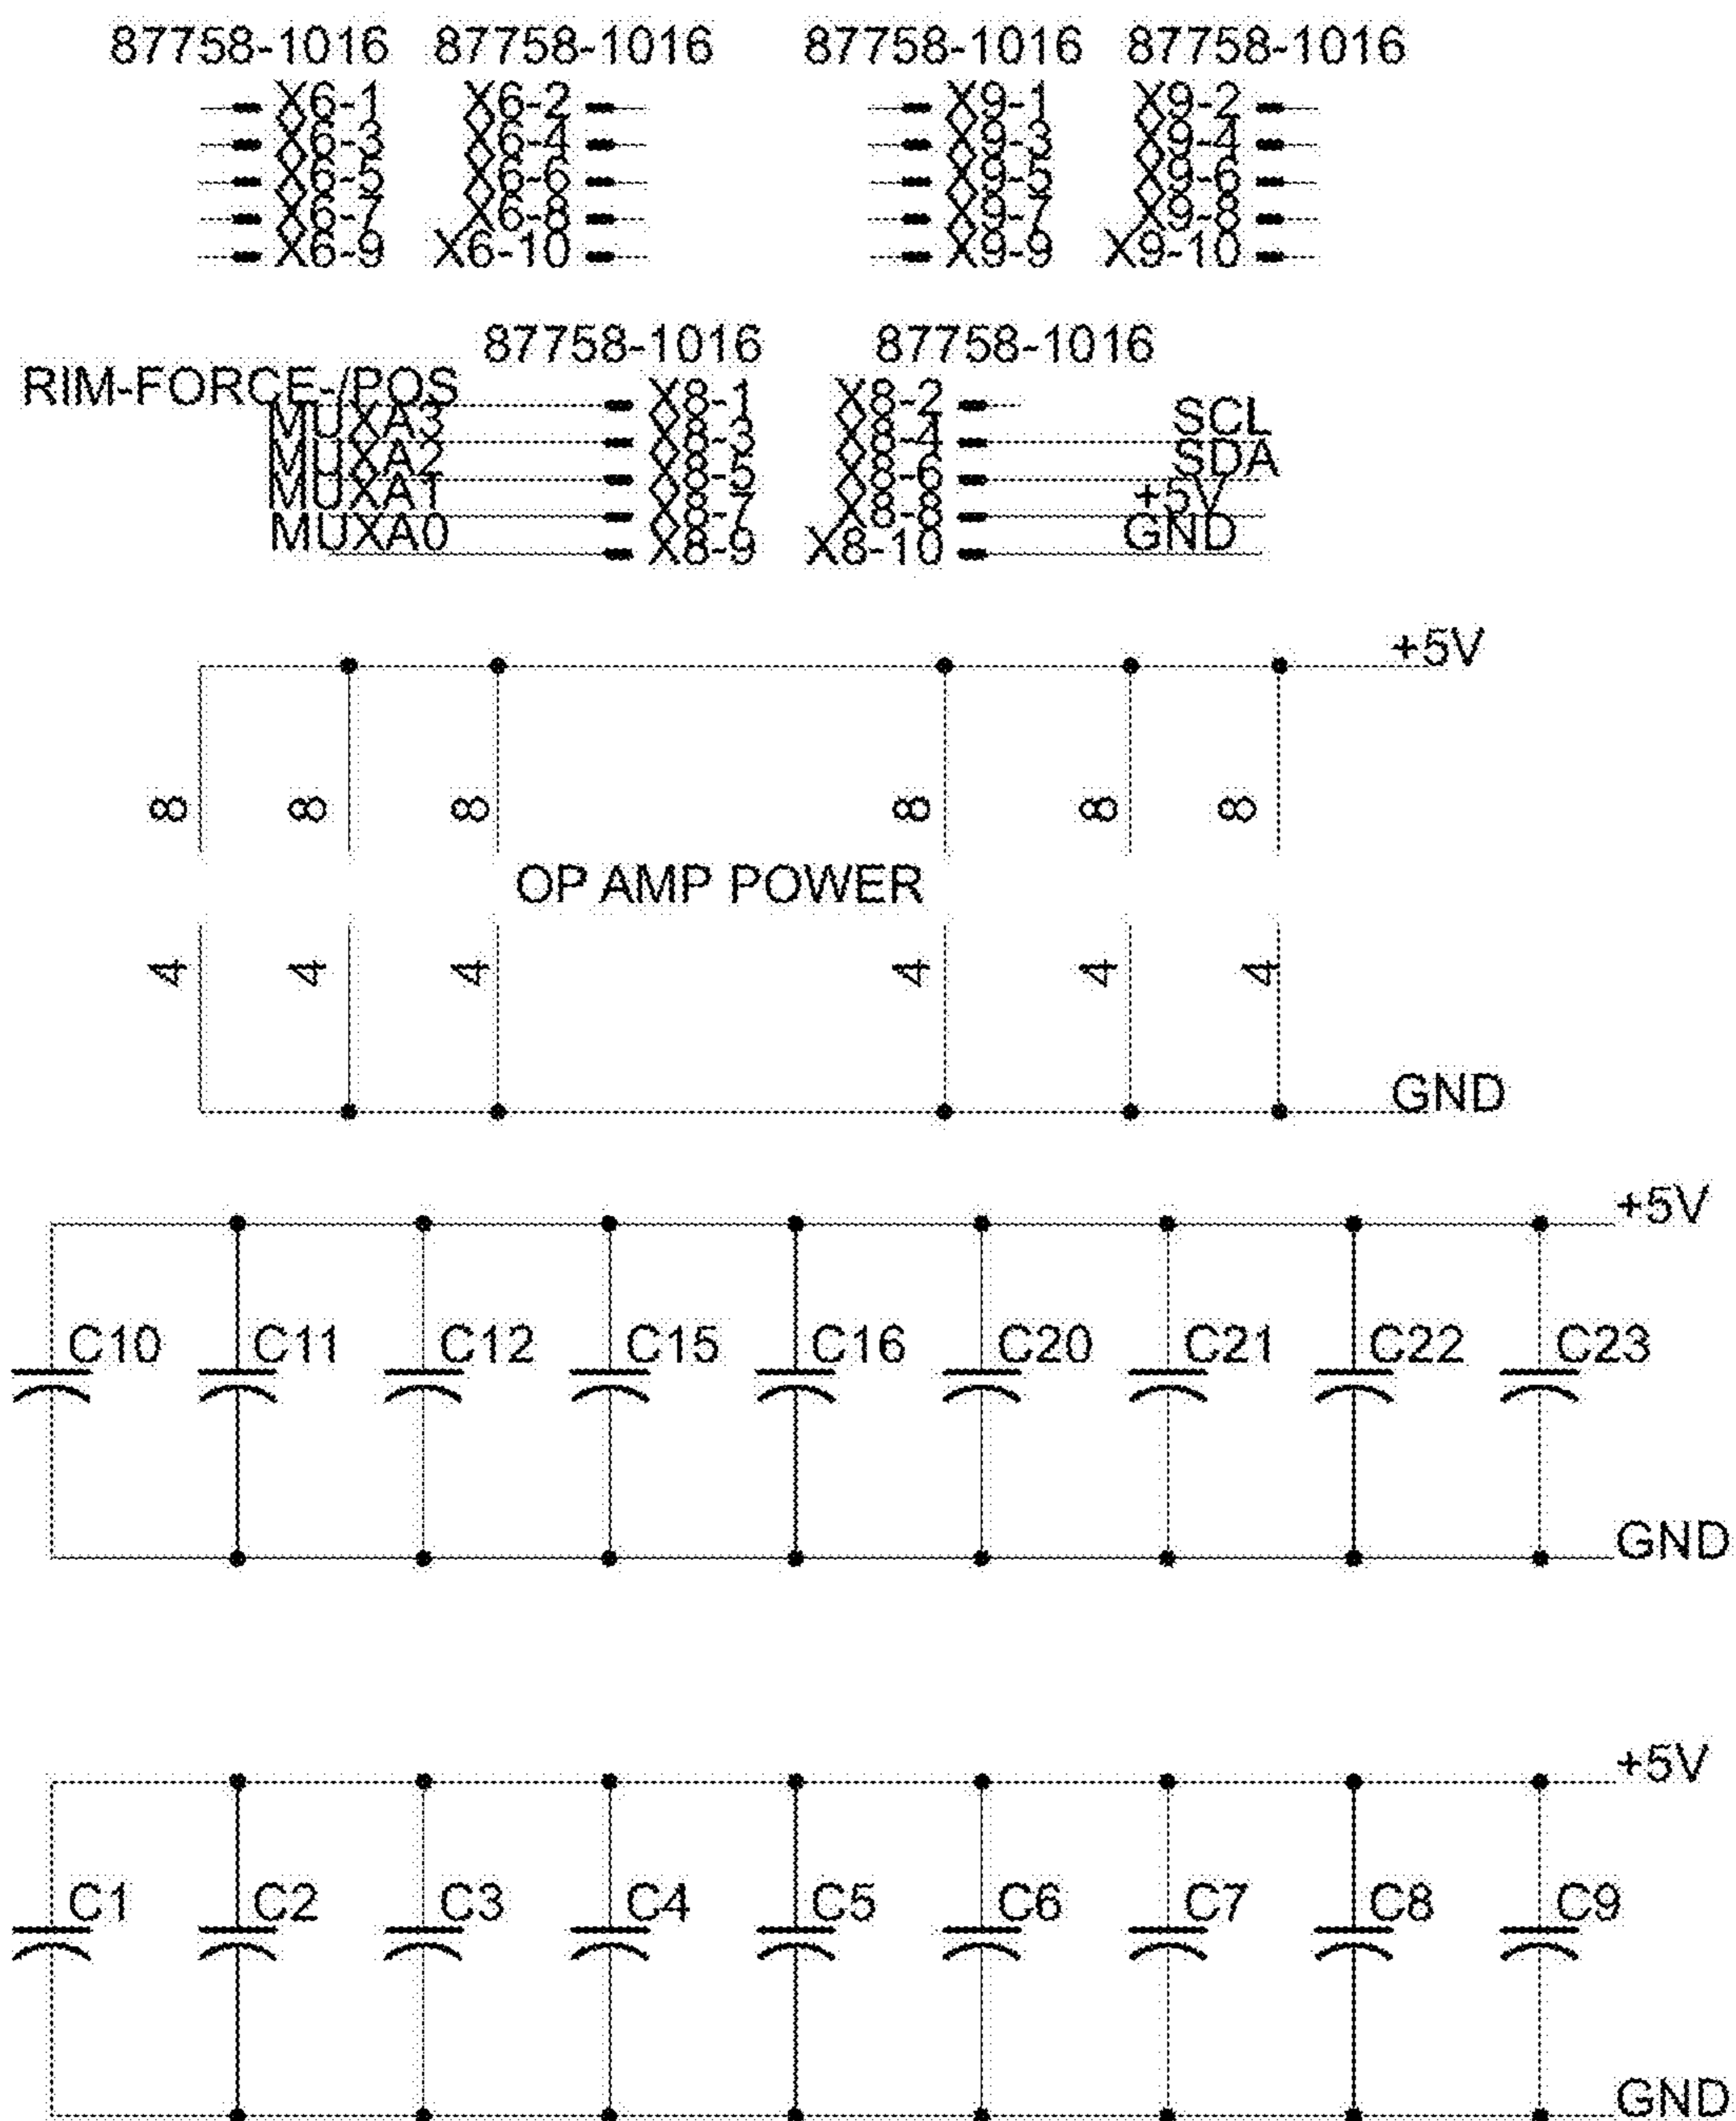 87758-1016 87758-1016 87758-1016 87758-1016
X6-1 X6-2 X9-1 X9-2
X6-3 X6-4 X9-3 X9-4
X6-5 X6-6 X9-5 X9-6
X6-7 X6-8 X9-7 X9-8
X6-9 X6-10 X9-9 X9-10
87758-1016 87758-1016
RIM-FORCE-/POS X8-1 X8-2
MUXA3 X8-3 X8-4 SCL
MUXA2 X8-5 X8-6 SDA
MUXA1 X8-7 X8-8 +5V
MUXA0 X8-9 X8-10 GND
+5V
8 8 8 8 8 8
OP AMP POWER
4 4 4 4 4 4
GND
+5V
C10 C11 C12 C15 C16 C20 C21 C22 C23
GND
+5V
C1 C2 C3 C4 C5 C6 C7 C8 C9
GND